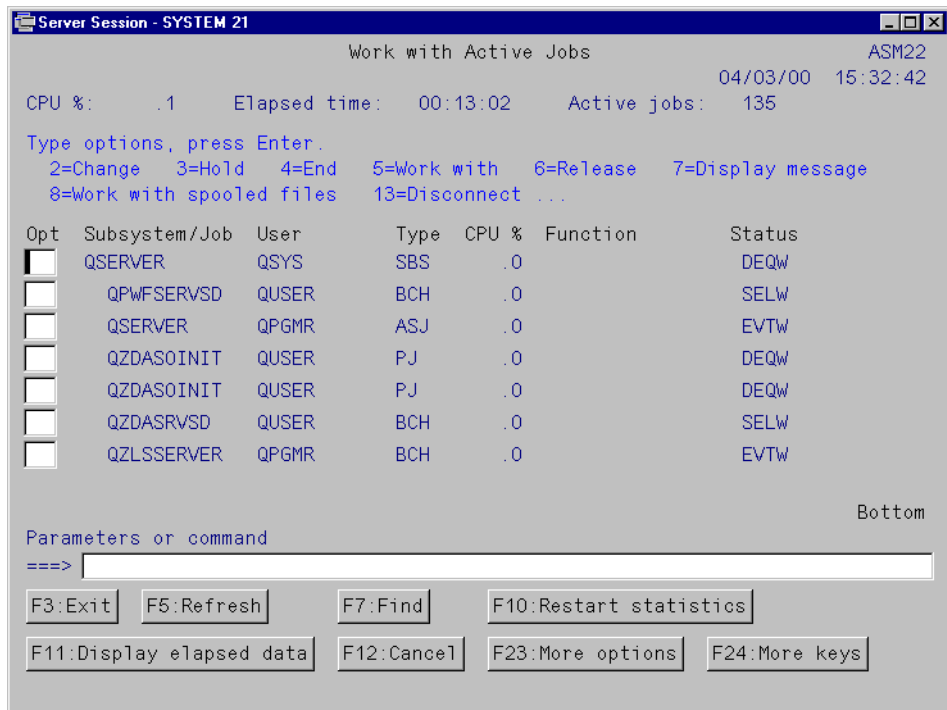 Server Session - SYSTEM 21
Work with Active Jobs ASM22
04/03/00 15:32:42
CPU %: .1 Elapsed time: 00:13:02 Active jobs: 135
Type options, press Enter.
2=Change 3=Hold 4=End 5=Work with 6=Release 7=Display message
8=Work with spooled files 13=Disconnect ...
Opt Subsystem/Job User Type CPU % Function Status
QSERVER QSYS SBS .0 DEQW
QPWFSERVSD QUSER BCH .0 SELW
QSERVER QPGMR ASJ .0 EVTW
QZDASOINIT QUSER PJ .0 DEQW
QZDASOINIT QUSER PJ .0 DEQW
QZDASRVSD QUSER BCH .0 SELW
QZLSSERVER QPGMR BCH .0 EVTW
Bottom
Parameters or command
===>
F3:Exit F5:Refresh F7:Find F10:Restart statistics
F11:Display elapsed data F12:Cancel F23:More options F24:More keys